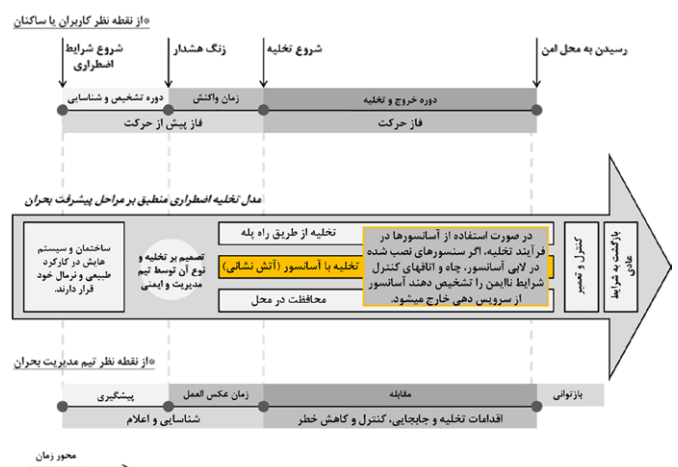 *از نقطه نظر کاربران یا ساکنان
شروع شرایط
اضطراری
زنگ هشدار
شروع تخلیه
رسیدن به محل امن
دوره تشخیص و شناسایی
زمان واکنش
دوره خروج و تخلیه
فاز پیش از حرکت
فاز حرکت
مدل تخلیه اضطراری منطبق بر مراحل پیشرفت بحران
ساختمان و سیستم
هایش در کارکرد
طبیعی و نرمال خود
قرار دارند.
تصمیم بر تخلیه و
نوع آن توسط تیم
مدیریت و ایمنی
تخلیه از طریق راه پله
تخلیه با آسانسور (آتش نشانی)
محافظت در محل
در صورت استفاده از آسانسورها در
فرآیند تخلیه، اگر سنسورهای نصب شده
در لابی آسانسور، چاه و اتاقهای کنترل
شرایط ناایمن را تشخیص دهند آسانسور
از سرویس دهی خارج میشود.
کنترل و تعمیر
بازگشت به شرایط
عادی
*از نقطه نظر تیم مدیریت بحران
پیشگیری
زمان عکس العمل
مقابله
بازتوانی
شناسایی و اعلام
اقدامات تخلیه و جابجایی، کنترل و کاهش خطر
محور زمان